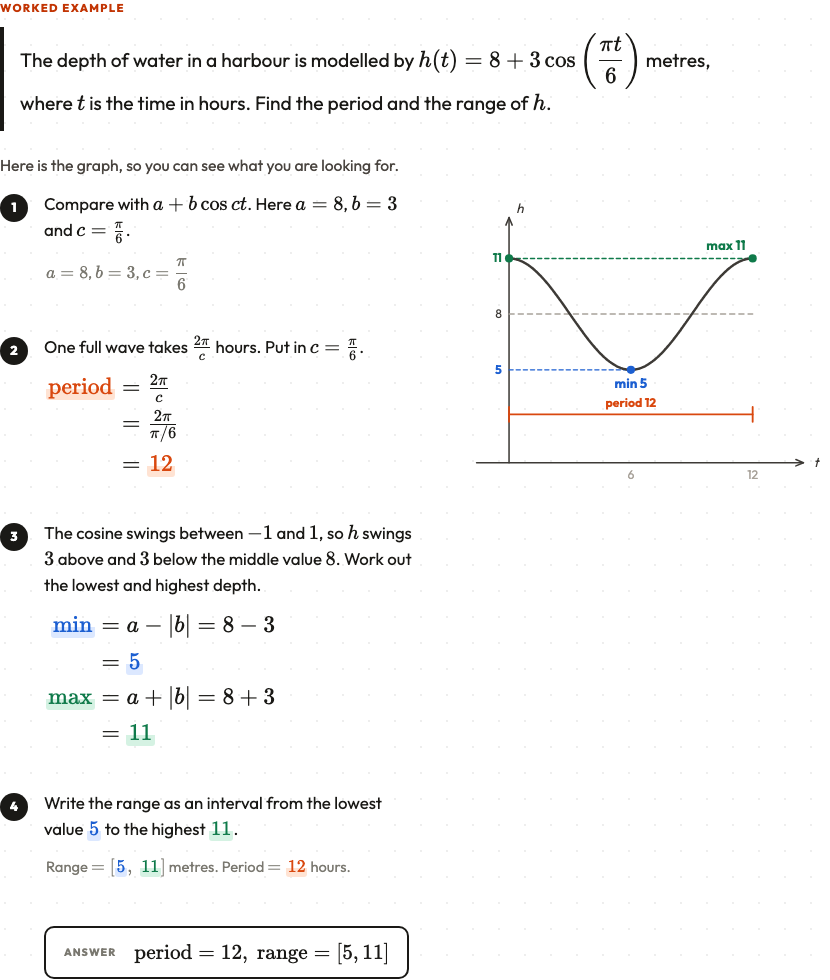 WORKED EXAMPLE
The depth of water in a harbour is modelled by h(t) = 8 + 3 cos (πt/6) metres,
where t is the time in hours. Find the period and the range of h.
Here is the graph, so you can see what you are looking for.
1 Compare with a + b cos ct. Here a = 8, b = 3
and c = π/6.
a = 8, b = 3, c = π/6
2 One full wave takes 2π/c hours. Put in c = π/6.
period = 2π/c
= 2π/(π/6)
= 12
3 The cosine swings between −1 and 1, so h swings
3 above and 3 below the middle value 8. Work out
the lowest and highest depth.
min = a − |b| = 8 − 3
= 5
max = a + |b| = 8 + 3
= 11
4 Write the range as an interval from the lowest
value 5 to the highest 11.
Range = [5, 11] metres. Period = 12 hours.
ANSWER period = 12, range = [5, 11]
h
max 11
11
8
5
min 5
period 12
6 12
t